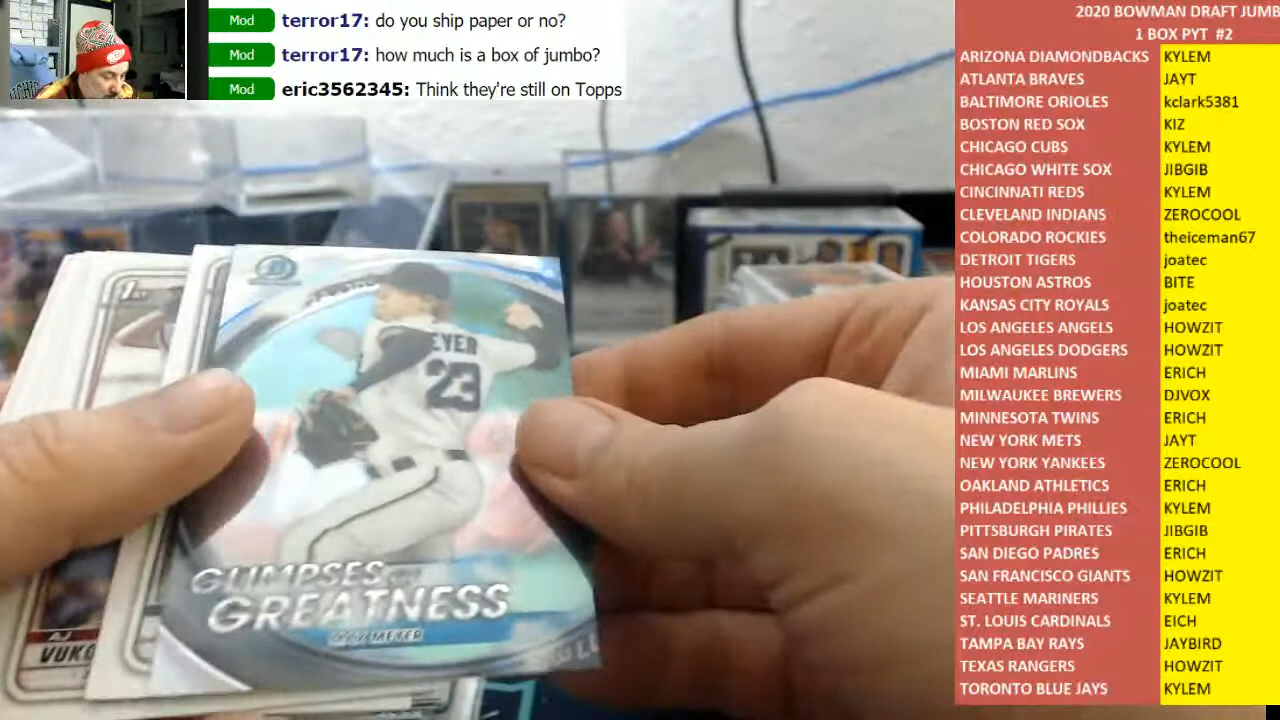 Mod terror17: do you ship paper or no?
Mod terror17: how much is a box of jumbo?
Mod eric3562345: Think they're still on Topps
2020 BOWMAN DRAFT JUMB
1 BOX PYT #2
ARIZONA DIAMONDBACKS KYLEM
ATLANTA BRAVES JAYT
BALTIMORE ORIOLES kclark5381
BOSTON RED SOX KIZ
CHICAGO CUBS KYLEM
CHICAGO WHITE SOX JIBGIB
CINCINNATI REDS KYLEM
CLEVELAND INDIANS ZEROCOOL
COLORADO ROCKIES theiceman67
DETROIT TIGERS joatec
HOUSTON ASTROS BITE
KANSAS CITY ROYALS joatec
LOS ANGELES ANGELS HOWZIT
LOS ANGELES DODGERS HOWZIT
MIAMI MARLINS ERICH
MILWAUKEE BREWERS DJVOX
MINNESOTA TWINS ERICH
NEW YORK METS JAYT
NEW YORK YANKEES ZEROCOOL
OAKLAND ATHLETICS ERICH
PHILADELPHIA PHILLIES KYLEM
PITTSBURGH PIRATES JIBGIB
SAN DIEGO PADRES ERICH
SAN FRANCISCO GIANTS HOWZIT
SEATTLE MARINERS KYLEM
ST. LOUIS CARDINALS EICH
TAMPA BAY RAYS JAYBIRD
TEXAS RANGERS HOWZIT
TORONTO BLUE JAYS KYLEM
EYER
23
GLIMPSES OF
GREATNESS
MAX MEYER
1ST
AJ
VUKO